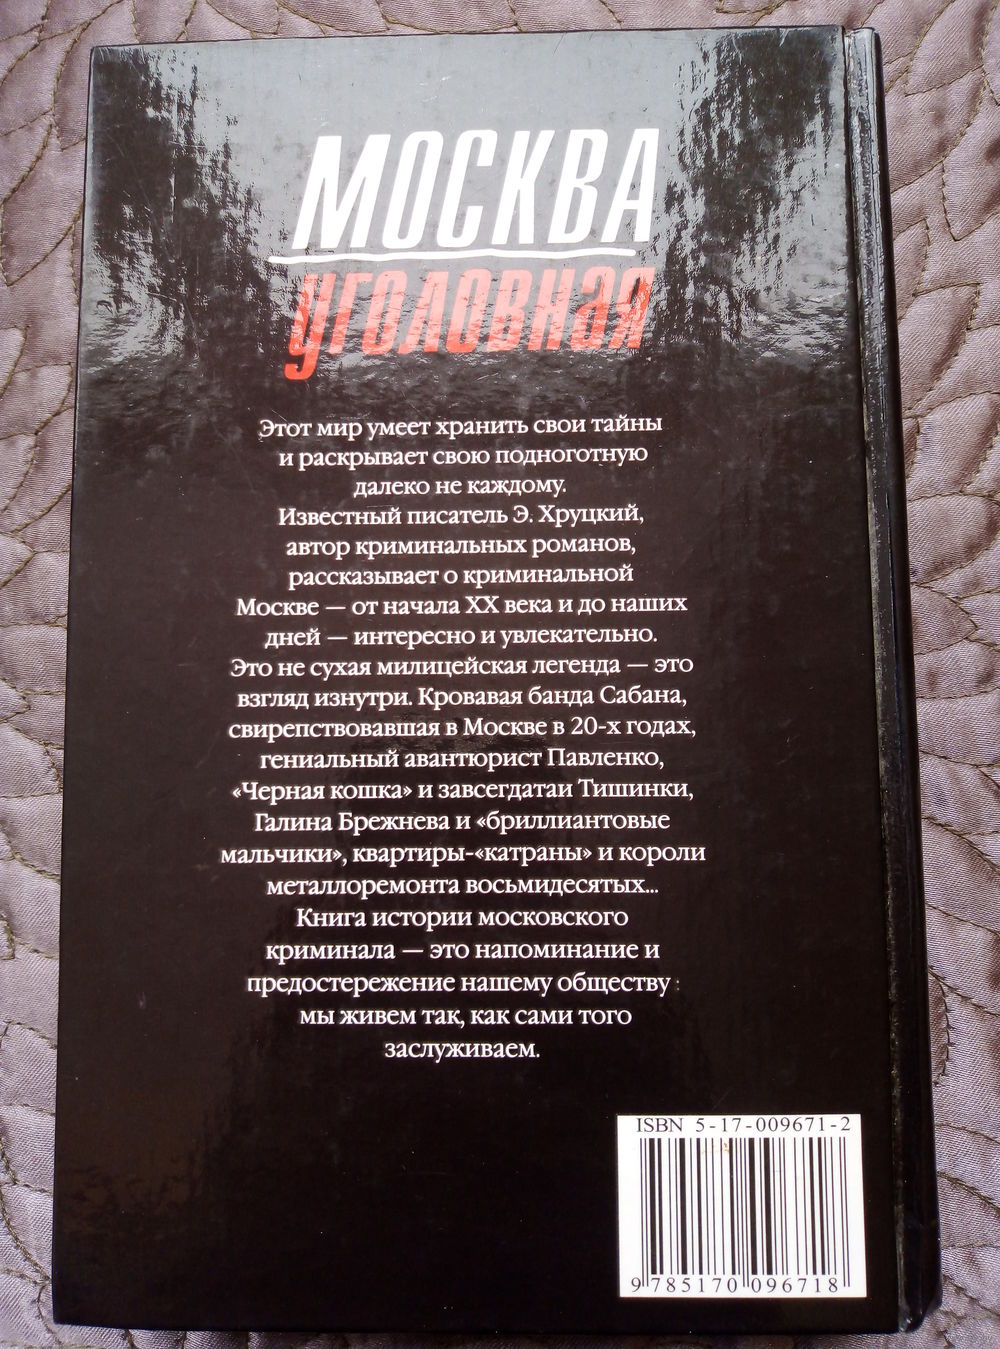 МОСКВА
уголовная
Этот мир умеет хранить свои тайны
и раскрывает свою подноготную
далеко не каждому.
Известный писатель Э. Хруцкий,
автор криминальных романов,
рассказывает о криминальной
Москве — от начала XX века и до наших
дней — интересно и увлекательно.
Это не сухая милицейская легенда — это
взгляд изнутри. Кровавая банда Сабана,
свирепствовавшая в Москве в 20-х годах,
гениальный авантюрист Павленко,
«Черная кошка» и завсегдатаи Тишинки,
Галина Брежнева и «бриллиантовые
мальчики», квартиры-«катраны» и короли
металлоремонта восьмидесятых...
Книга истории московского
криминала — это напоминание и
предостережение нашему обществу :
мы живем так, как сами того
заслуживаем.
ISBN 5-17-009671-2
9 785170 096718